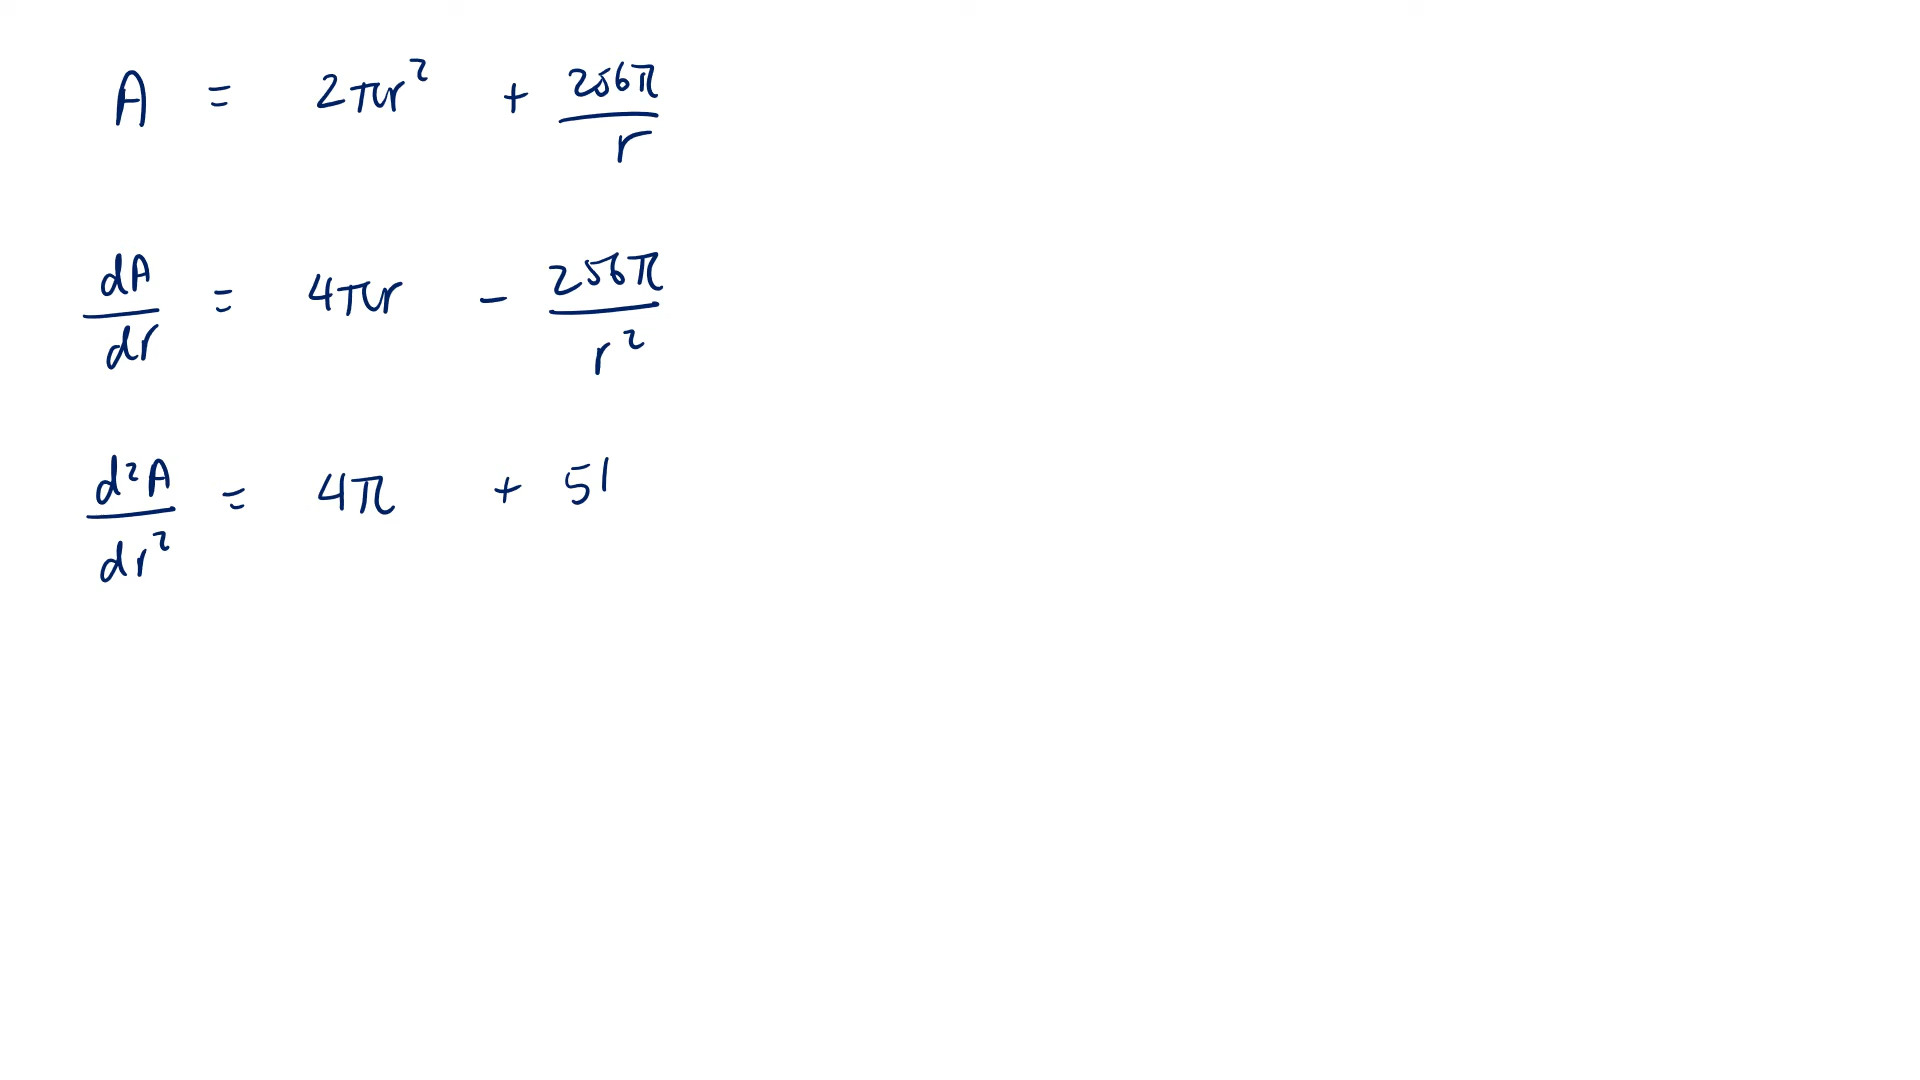 A = 2πr² + 256π/r
dA/dr = 4πr - 256π/r²
d²A/dr² = 4π + 51